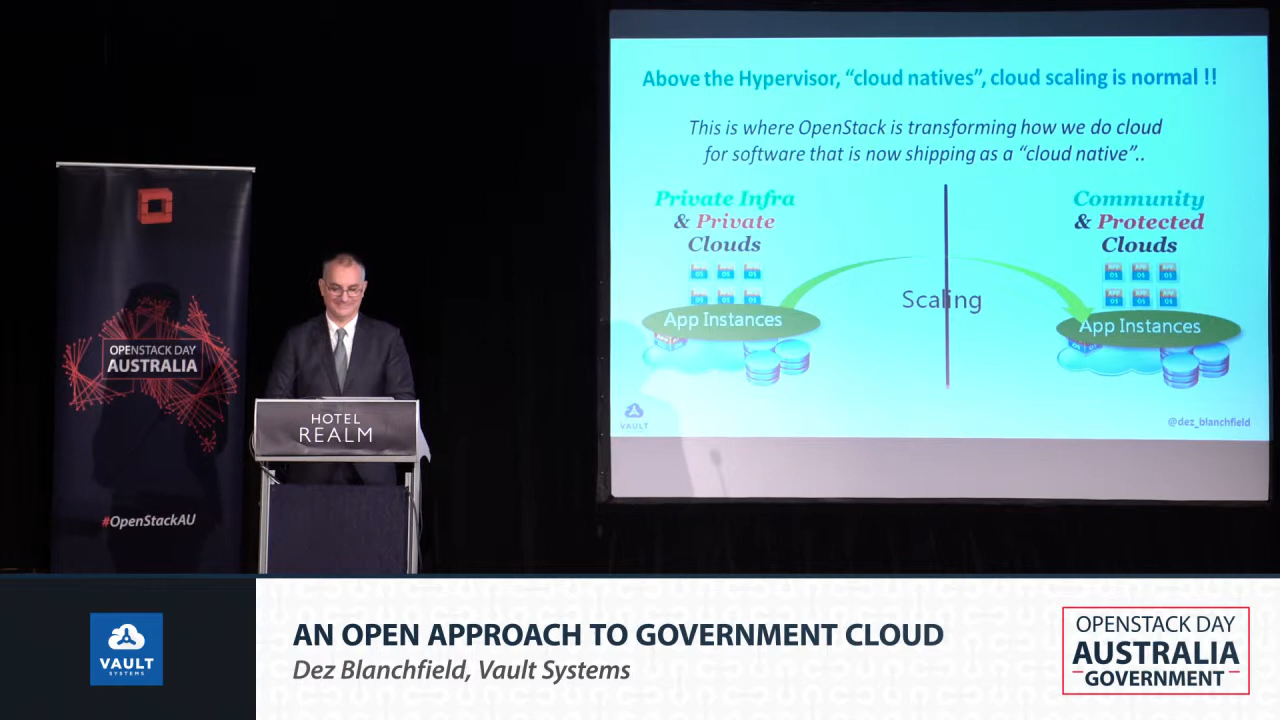 Above the Hypervisor, “cloud natives”, cloud scaling is normal !!
This is where OpenStack is transforming how we do cloud
for software that is now shipping as a “cloud native”..
Private Infra
& Private
Clouds
Community
& Protected
Clouds
App Instances
Scaling
App Instances
VAULT
@dez_blanchfield
OPENSTACK DAY
AUSTRALIA
#OpenStackAU
HOTEL
REALM
VAULT
SYSTEMS
AN OPEN APPROACH TO GOVERNMENT CLOUD
Dez Blanchfield, Vault Systems
OPENSTACK DAY
AUSTRALIA
GOVERNMENT